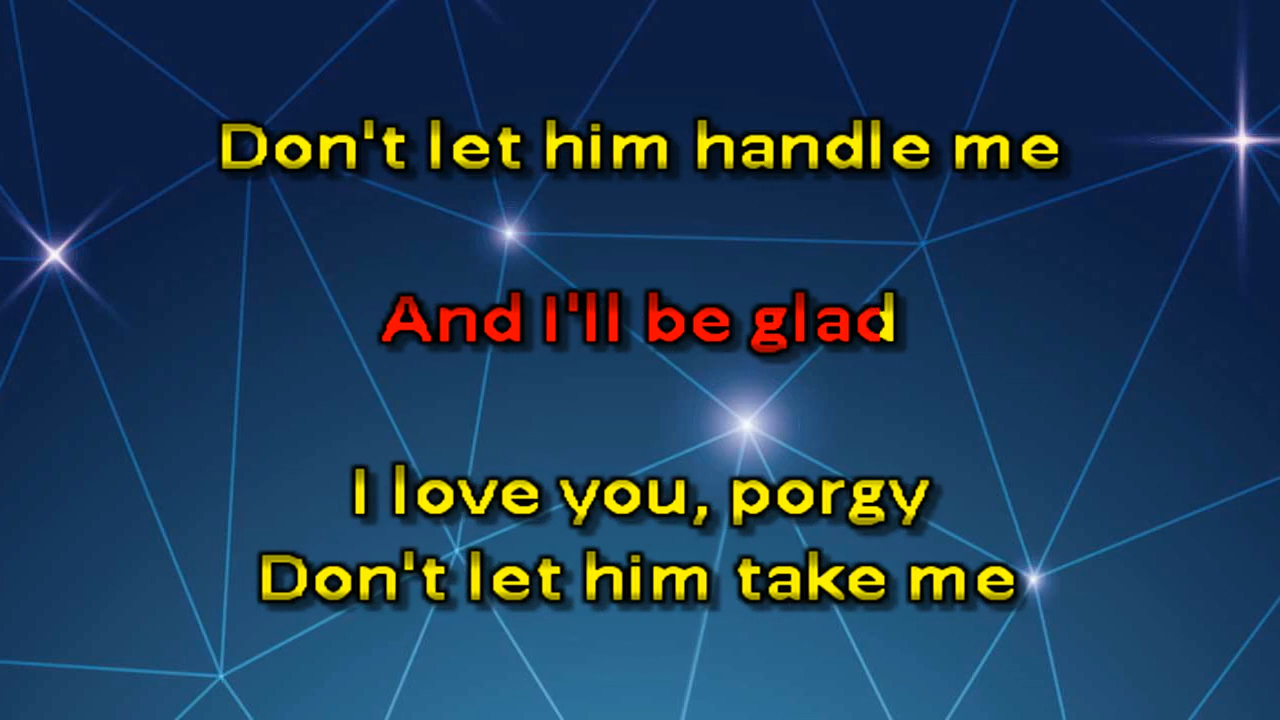 Don't let him handle me
And I'll be glad
I love you, porgy
Don't let him take me